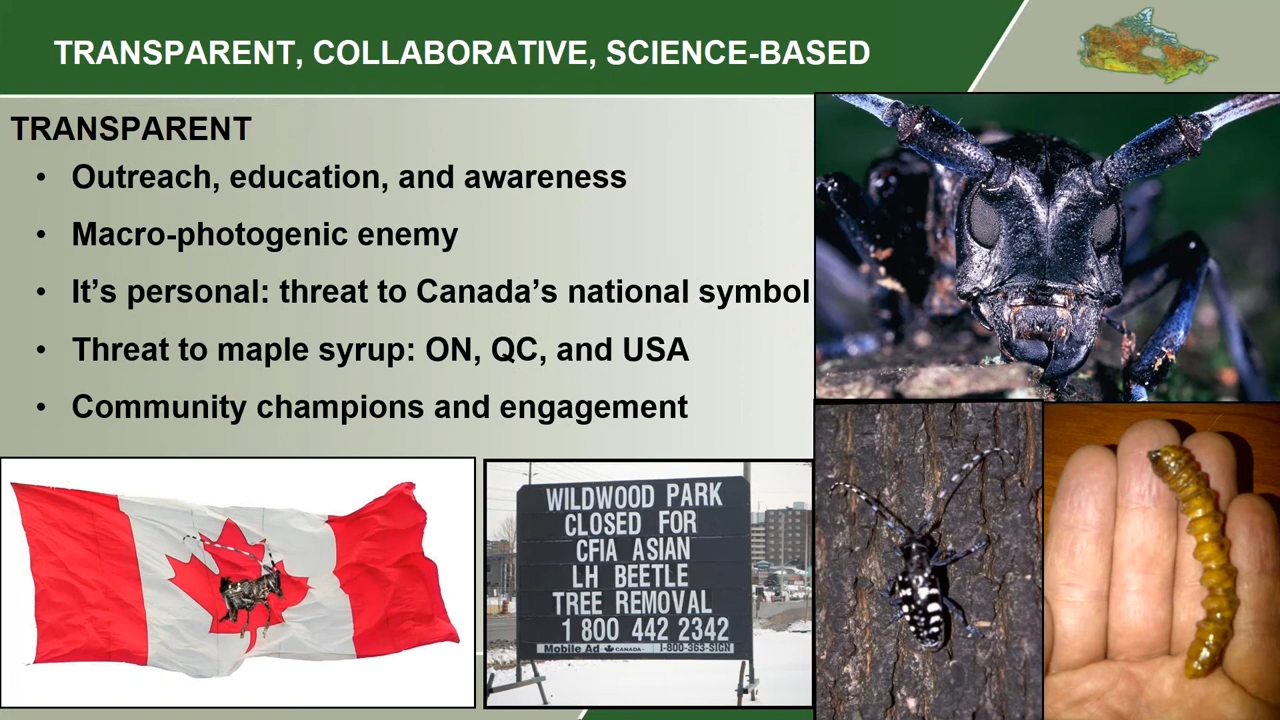 TRANSPARENT, COLLABORATIVE, SCIENCE-BASED
TRANSPARENT
• Outreach, education, and awareness
• Macro-photogenic enemy
• It’s personal: threat to Canada’s national symbol
• Threat to maple syrup: ON, QC, and USA
• Community champions and engagement
WILDWOOD PARK
CLOSED FOR
CFIA ASIAN
LH BEETLE
TREE REMOVAL
1 800 442 2342
Mobile Ad CANADA 1-800-363-SIGN